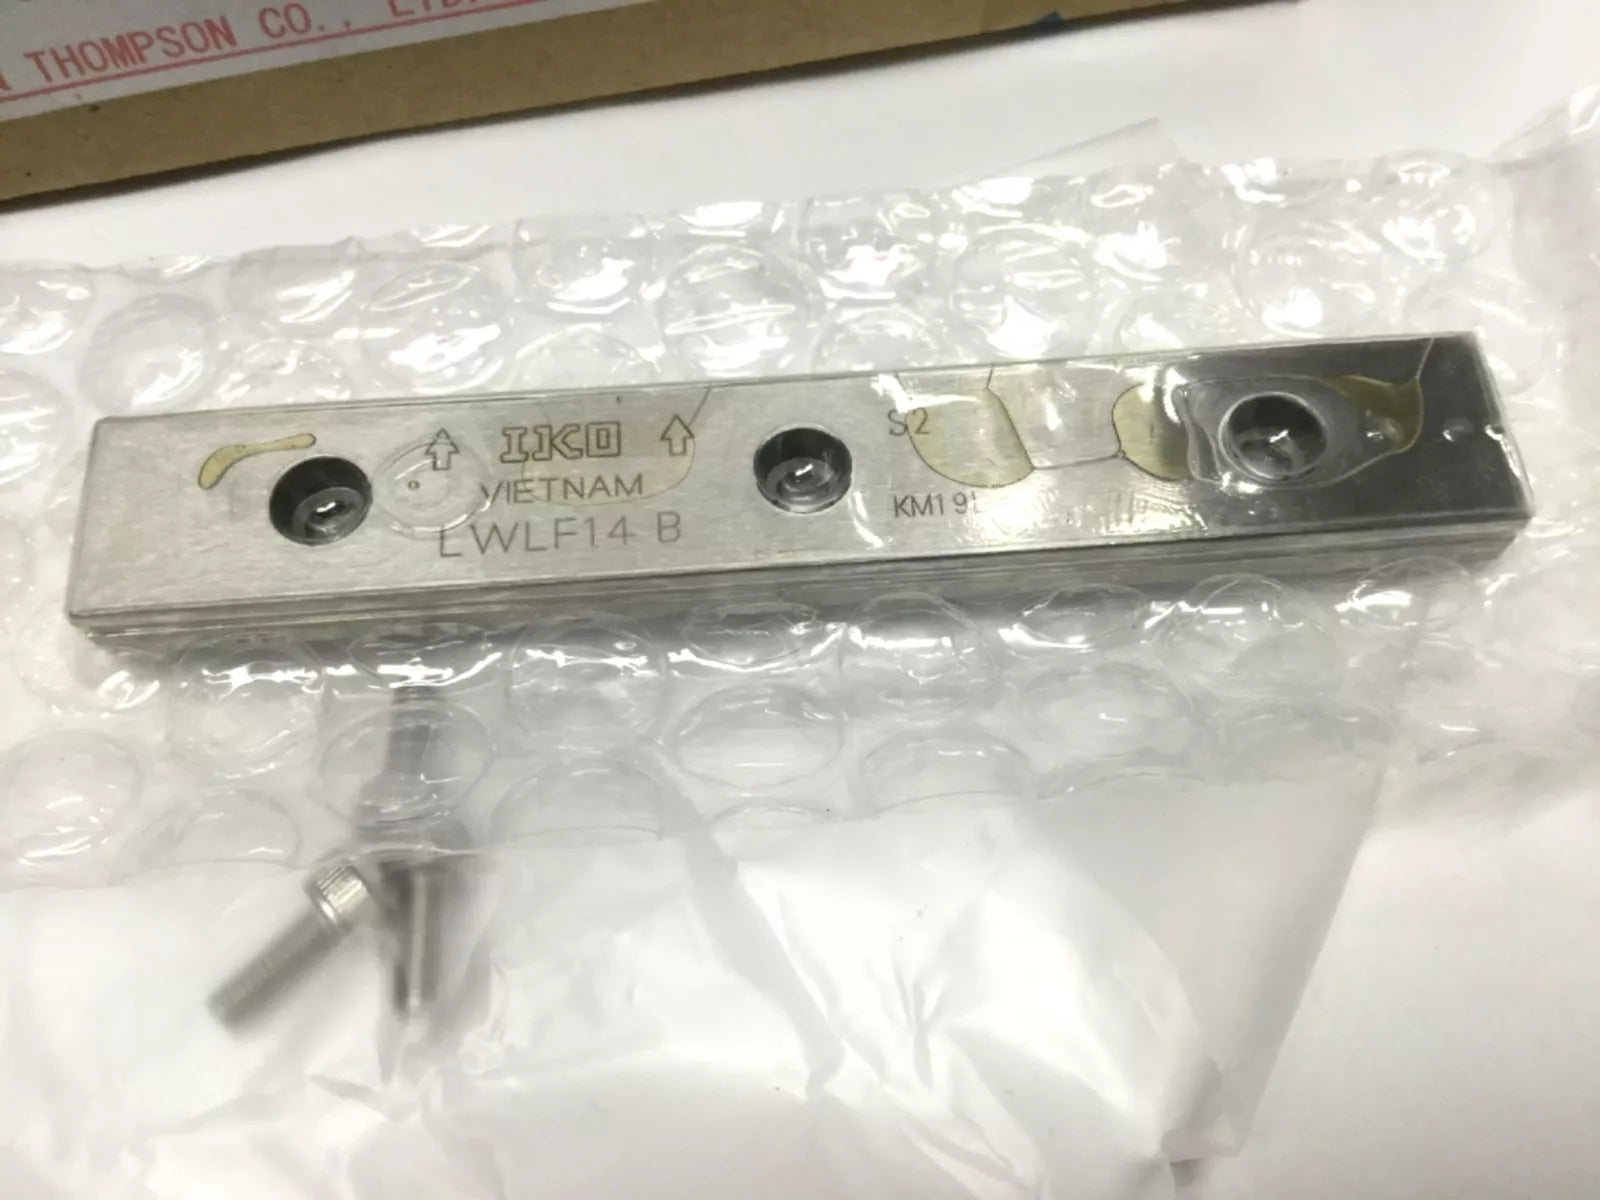 THOMPSON CO.,
IKO
VIETNAM
LWLF14 B
S2
KM19